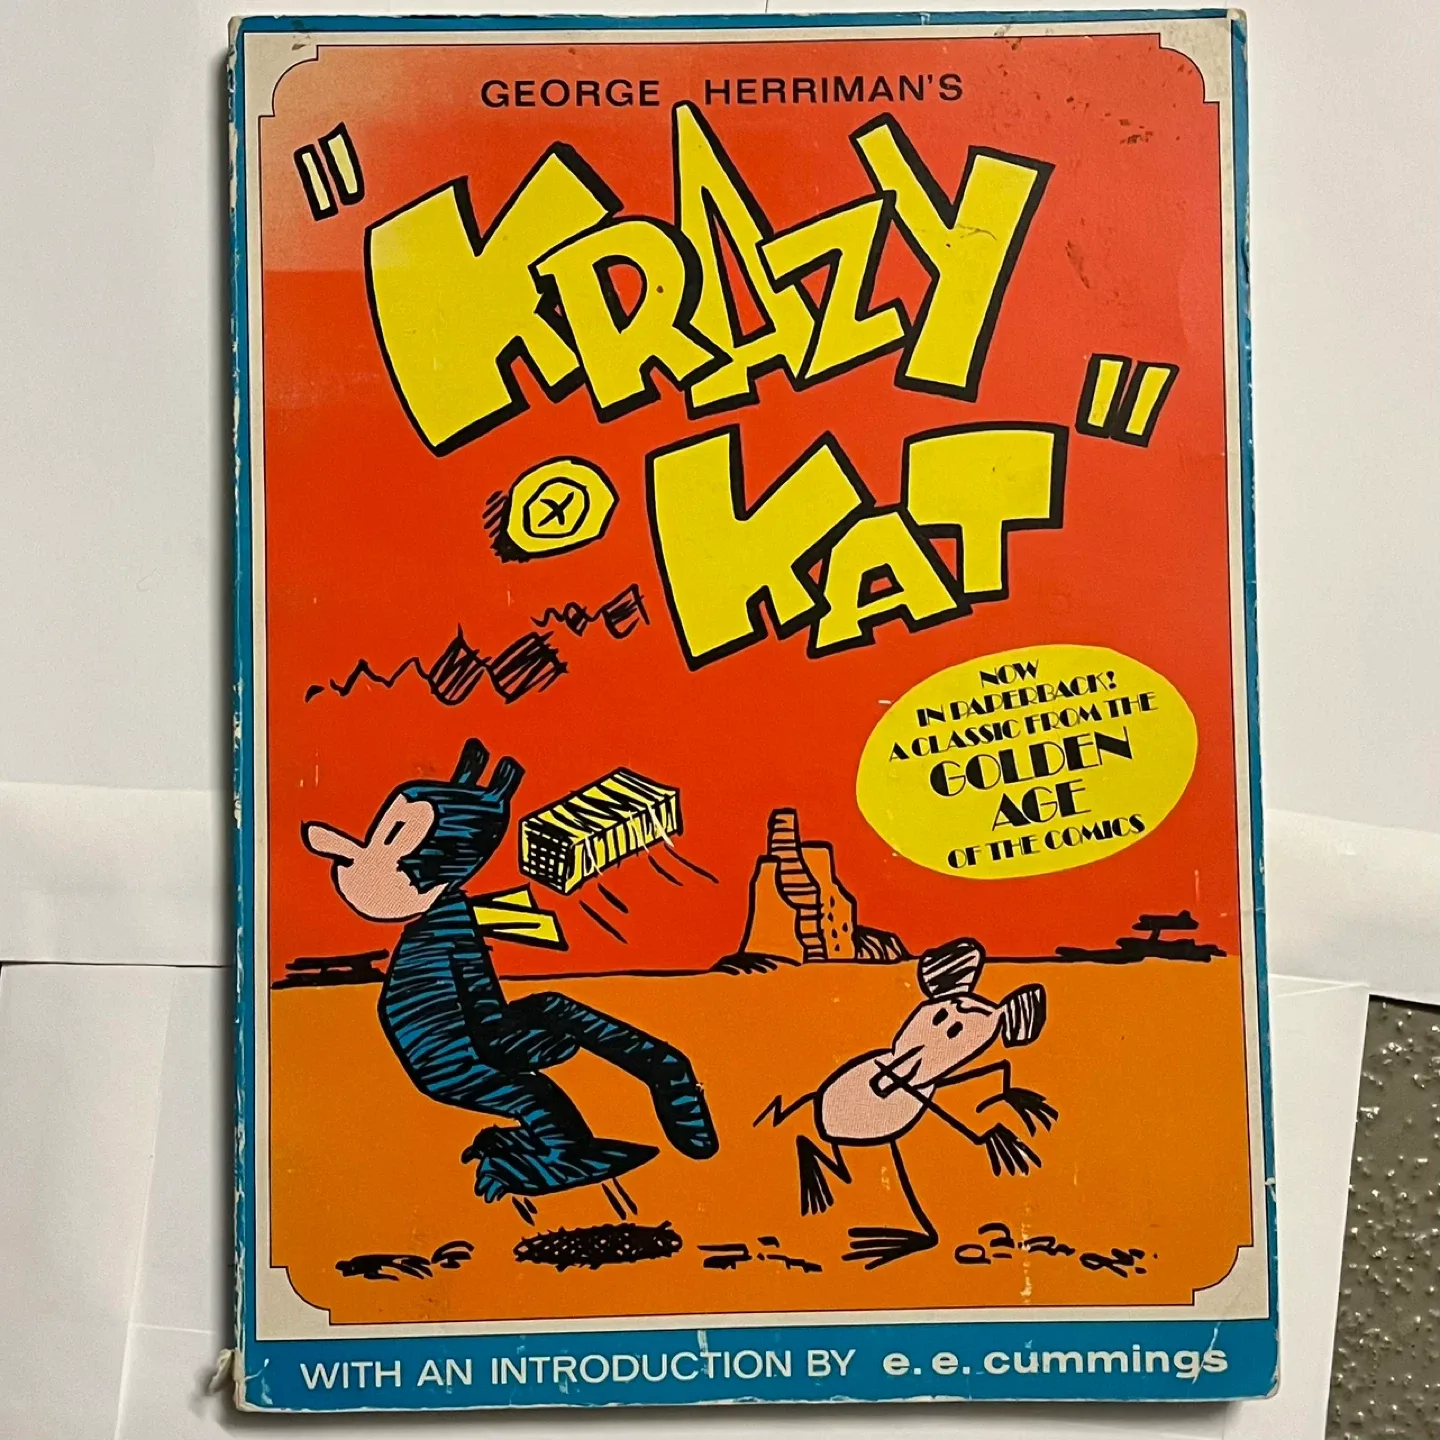 GEORGE HERRIMAN'S
"KRAZY
KAT"
NOW
IN PAPERBACK!
A CLASSIC FROM THE
GOLDEN
AGE
OF THE COMICS
WITH AN INTRODUCTION BY e. e. cummings